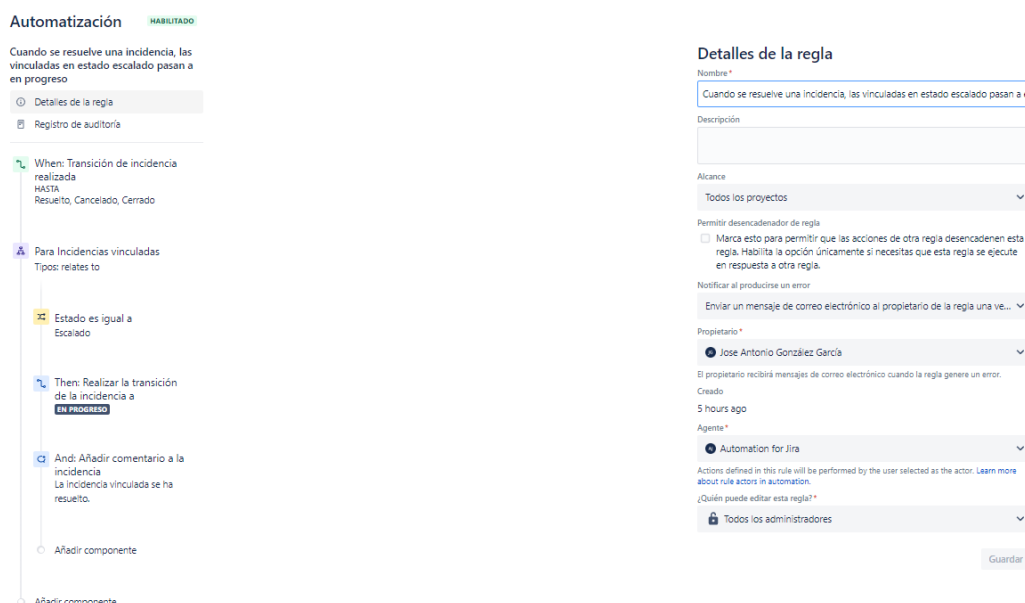 Automatización
HABILITADO
Cuando se resuelve una incidencia, las
vinculadas en estado escalado pasan a
en progreso
Detalles de la regla
Registro de auditoría
When: Transición de incidencia
realizada
HASTA
Resuelto, Cancelado, Cerrado
Para Incidencias vinculadas
Tipos: relates to
Estado es igual a
Escalado
Then: Realizar la transición
de la incidencia a
EN PROGRESO
And: Añadir comentario a la
incidencia
La incidencia vinculada se ha
resuelto.
Añadir componente
Añadir componente
Detalles de la regla
Nombre*
Cuando se resuelve una incidencia, las vinculadas en estado escalado pasan a e
Descripción
Alcance
Todos los proyectos
Permitir desencadenador de regla
Marca esto para permitir que las acciones de otra regla desencadenen esta
regla. Habilita la opción únicamente si necesitas que esta regla se ejecute
en respuesta a otra regla.
Notificar al producirse un error
Enviar un mensaje de correo electrónico al propietario de la regla una ve...
Propietario*
Jose Antonio González García
El propietario recibirá mensajes de correo electrónico cuando la regla genere un error.
Creado
5 hours ago
Agente*
Automation for Jira
Actions defined in this rule will be performed by the user selected as the actor. Learn more
about rule actors in automation.
¿Quién puede editar esta regla?*
Todos los administradores
Guardar